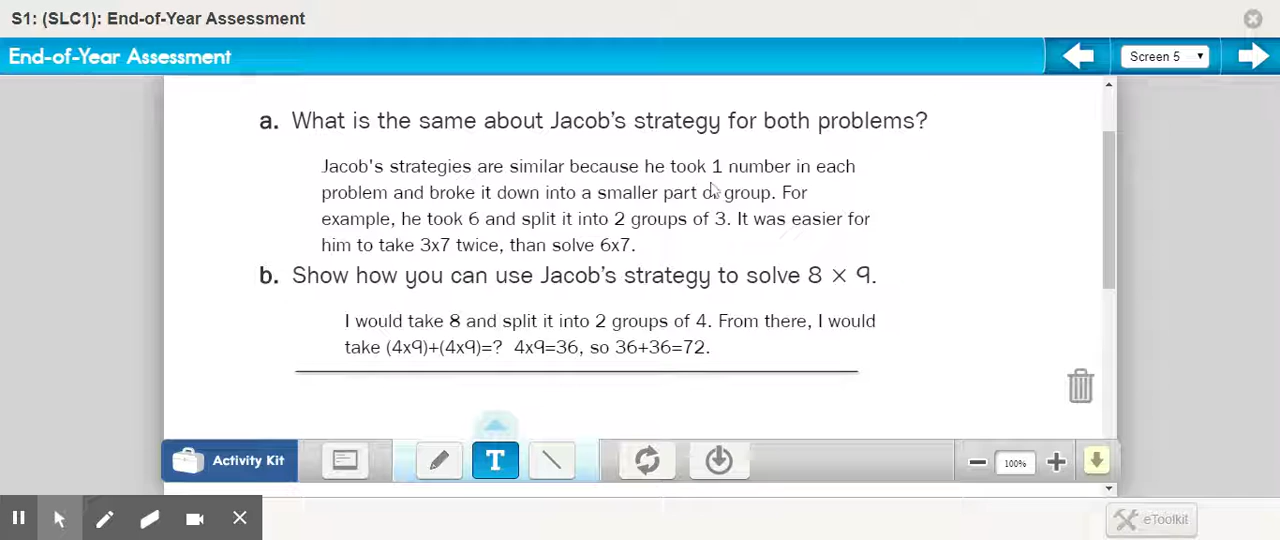 S1: (SLC1): End-of-Year Assessment
End-of-Year Assessment
Screen 5
a. What is the same about Jacob's strategy for both problems?
Jacob's strategies are similar because he took 1 number in each
problem and broke it down into a smaller part or group. For
example, he took 6 and split it into 2 groups of 3. It was easier for
him to take 3x7 twice, than solve 6x7.
b. Show how you can use Jacob's strategy to solve 8 × 9.
I would take 8 and split it into 2 groups of 4. From there, I would
take (4x9)+(4x9)=? 4x9=36, so 36+36=72.
Activity Kit
T
100%
eToolkit